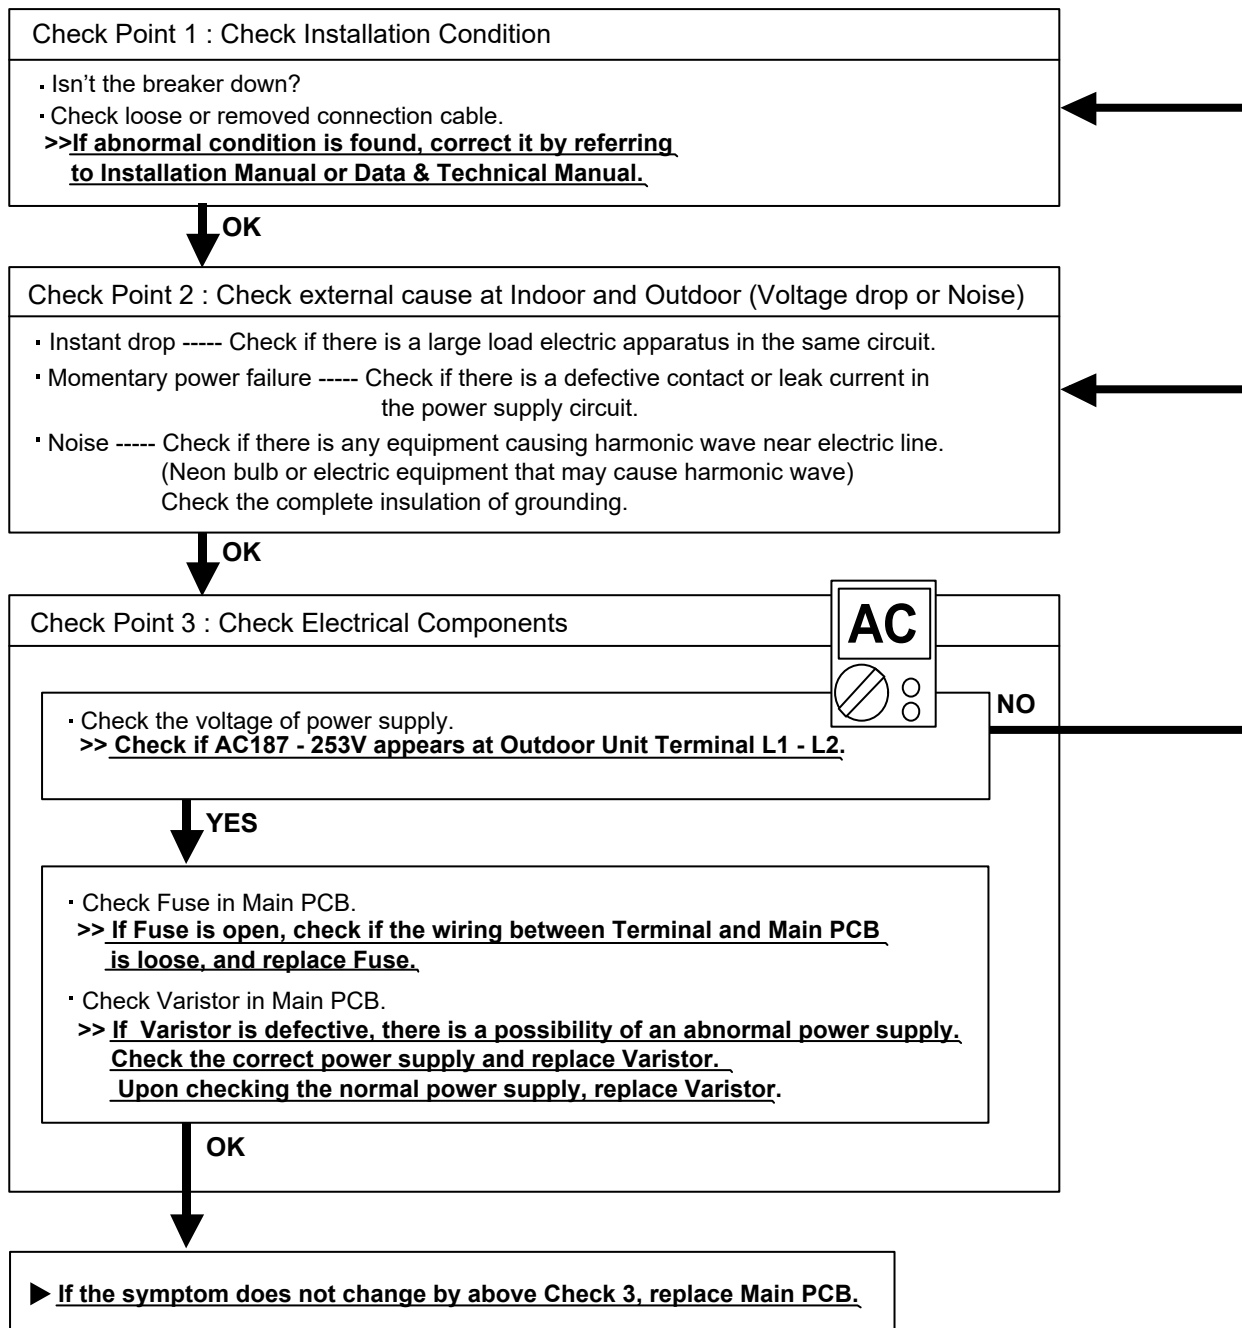 Check Point 1 : Check Installation Condition
· Isn’t the breaker down?
· Check loose or removed connection cable.
>>If abnormal condition is found, correct it by referring
to Installation Manual or Data & Technical Manual.
OK
Check Point 2 : Check external cause at Indoor and Outdoor (Voltage drop or Noise)
· Instant drop ----- Check if there is a large load electric apparatus in the same circuit.
· Momentary power failure ----- Check if there is a defective contact or leak current in
the power supply circuit.
· Noise ----- Check if there is any equipment causing harmonic wave near electric line.
(Neon bulb or electric equipment that may cause harmonic wave)
Check the complete insulation of grounding.
OK
Check Point 3 : Check Electrical Components
AC
· Check the voltage of power supply.
>> Check if AC187 - 253V appears at Outdoor Unit Terminal L1 - L2.
NO
YES
· Check Fuse in Main PCB.
>> If Fuse is open, check if the wiring between Terminal and Main PCB
is loose, and replace Fuse.
· Check Varistor in Main PCB.
>> If  Varistor is defective, there is a possibility of an abnormal power supply.
Check the correct power supply and replace Varistor.
Upon checking the normal power supply, replace Varistor.
OK
▶ If the symptom does not change by above Check 3, replace Main PCB.